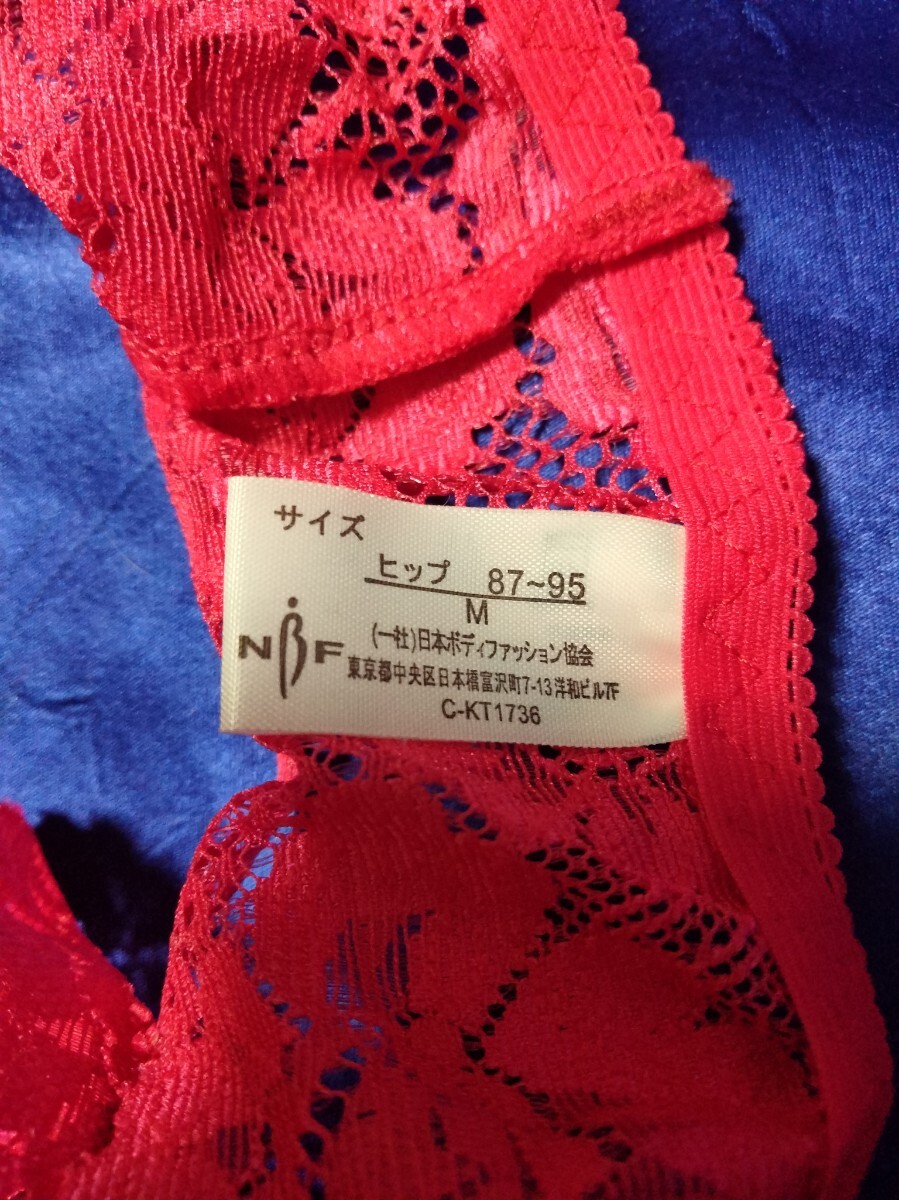 サイズ
ヒップ 87~95
M
NBF
(一社)日本ボディファッション協会
東京都中央区日本橋富沢町7-13洋和ビル7F
C-KT1736